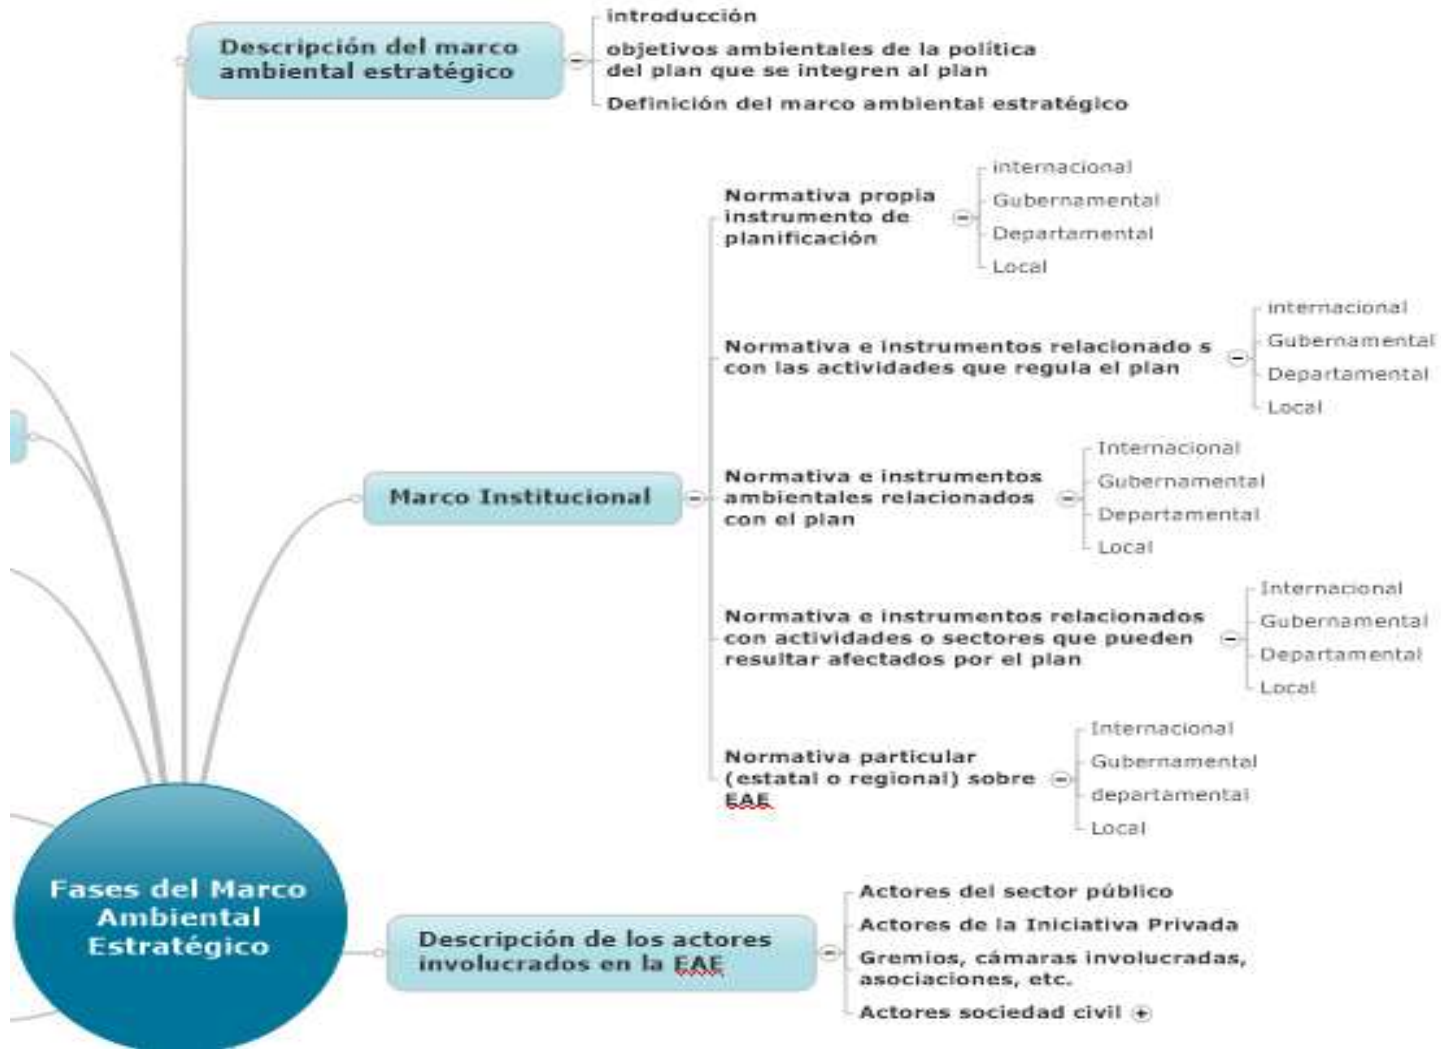 Descripción del marco
ambiental estratégico
introducción
objetivos ambientales de la política
del plan que se integren al plan
Definición del marco ambiental estratégico
Marco Institucional
Normativa propia
instrumento de
planificación
internacional
Gubernamental
Departamental
Local
Normativa e instrumentos relacionado s
con las actividades que regula el plan
internacional
Gubernamental
Departamental
Local
Normativa e instrumentos
ambientales relacionados
con el plan
Internacional
Gubernamental
Departamental
Local
Normativa e instrumentos relacionados
con actividades o sectores que pueden
resultar afectados por el plan
Internacional
Gubernamental
Departamental
Local
Normativa particular
(estatal o regional) sobre
EAE
Internacional
Gubernamental
departamental
Local
Fases del Marco
Ambiental
Estratégico
Descripción de los actores
involucrados en la EAE
Actores del sector público
Actores de la Iniciativa Privada
Gremios, cámaras involucradas,
asociaciones, etc.
Actores sociedad civil